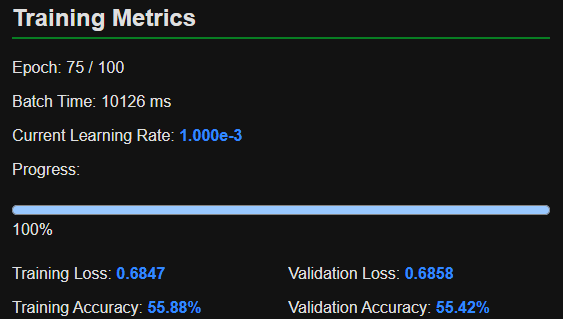 Training Metrics
Epoch: 75 / 100
Batch Time: 10126 ms
Current Learning Rate: 1.000e-3
Progress:
100%
Training Loss: 0.6847 Validation Loss: 0.6858
Training Accuracy: 55.88% Validation Accuracy: 55.42%